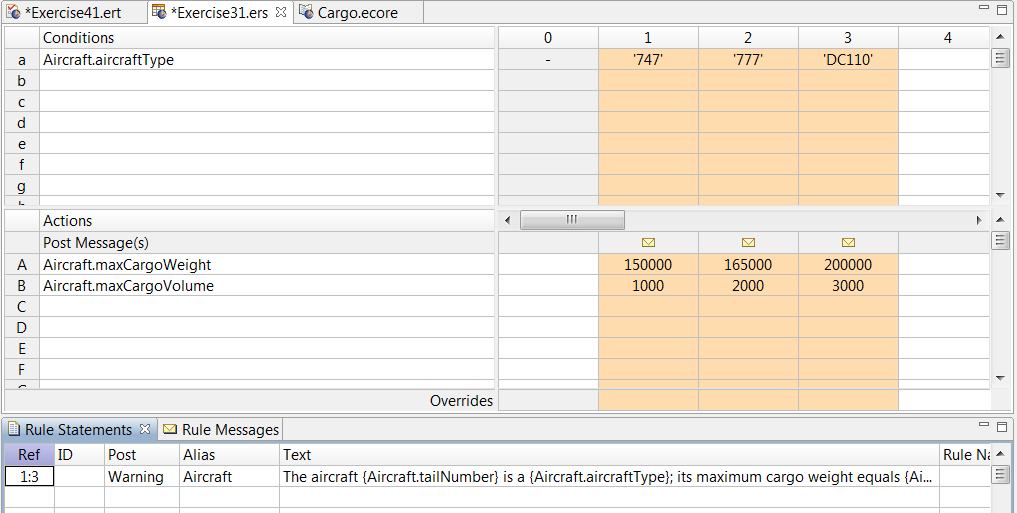 *Exercise41.ert *Exercise31.ers Cargo.ecore
Conditions 0 1 2 3 4
a Aircraft.aircraftType - '747' '777' 'DC110'
b
c
d
e
f
g
Actions
Post Message(s)
A Aircraft.maxCargoWeight 150000 165000 200000
B Aircraft.maxCargoVolume 1000 2000 3000
C
D
E
F
Overrides
Rule Statements Rule Messages
Ref ID Post Alias Text Rule Na
1:3 Warning Aircraft The aircraft {Aircraft.tailNumber} is a {Aircraft.aircraftType}; its maximum cargo weight equals {Ai...